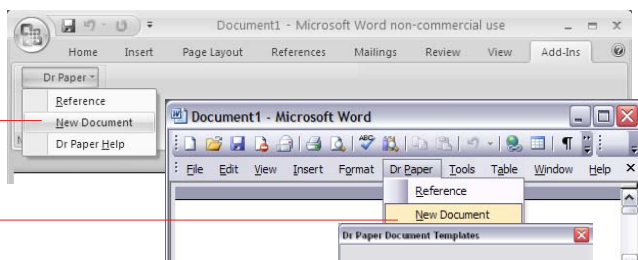 Document1 - Microsoft Word non-commercial use
Home Insert Page Layout References Mailings Review View Add-Ins
Dr Paper
Reference
New Document
Dr Paper Help
Document1 - Microsoft Word
File Edit View Insert Format Dr Paper Tools Table Window Help
Reference
New Document
Dr Paper Document Templates